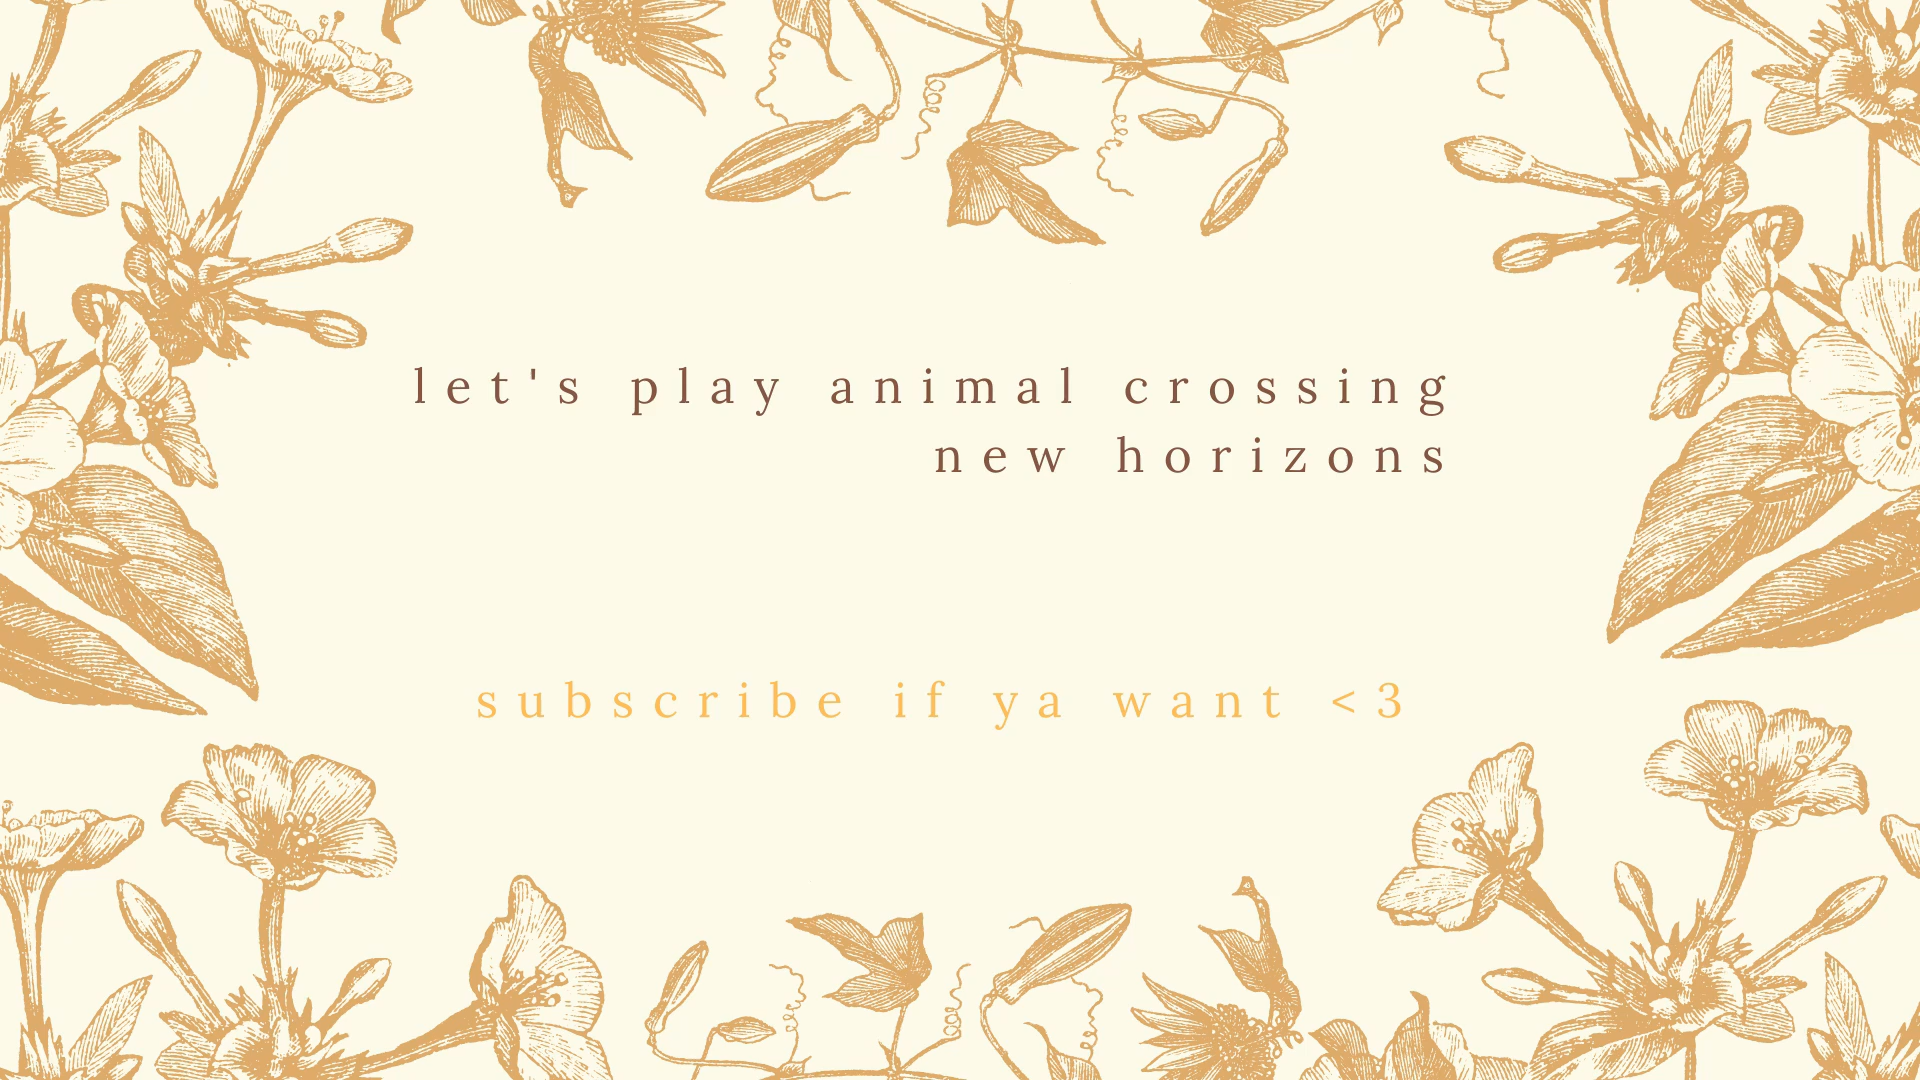 let's play animal crossing
new horizons
subscribe if ya want <3